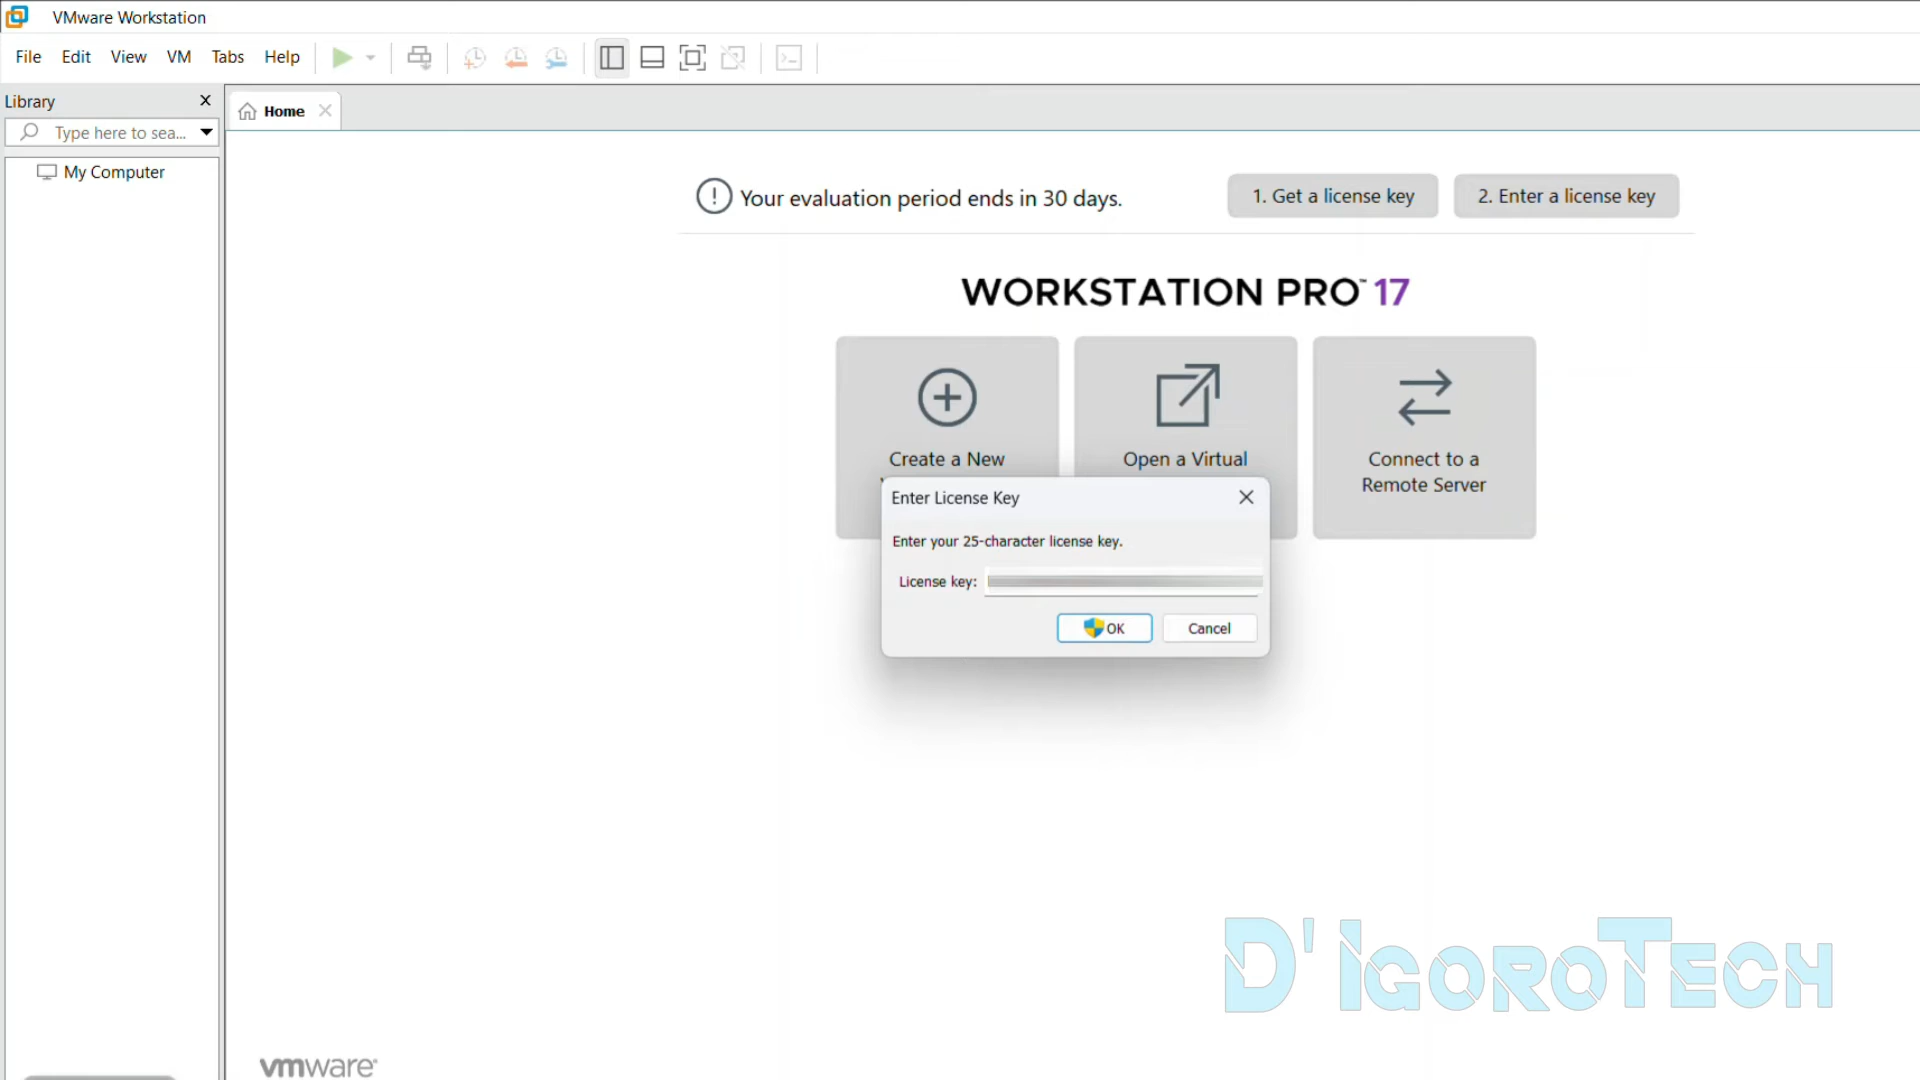 VMware Workstation
File Edit View VM Tabs Help
Library
Type here to sea...
Home
My Computer
Your evaluation period ends in 30 days.
1. Get a license key
2. Enter a license key
WORKSTATION PRO™ 17
Create a New
Open a Virtual
Connect to a
Remote Server
Enter License Key
Enter your 25-character license key.
License key:
OK
Cancel
D'IGOROTECH
vmware®